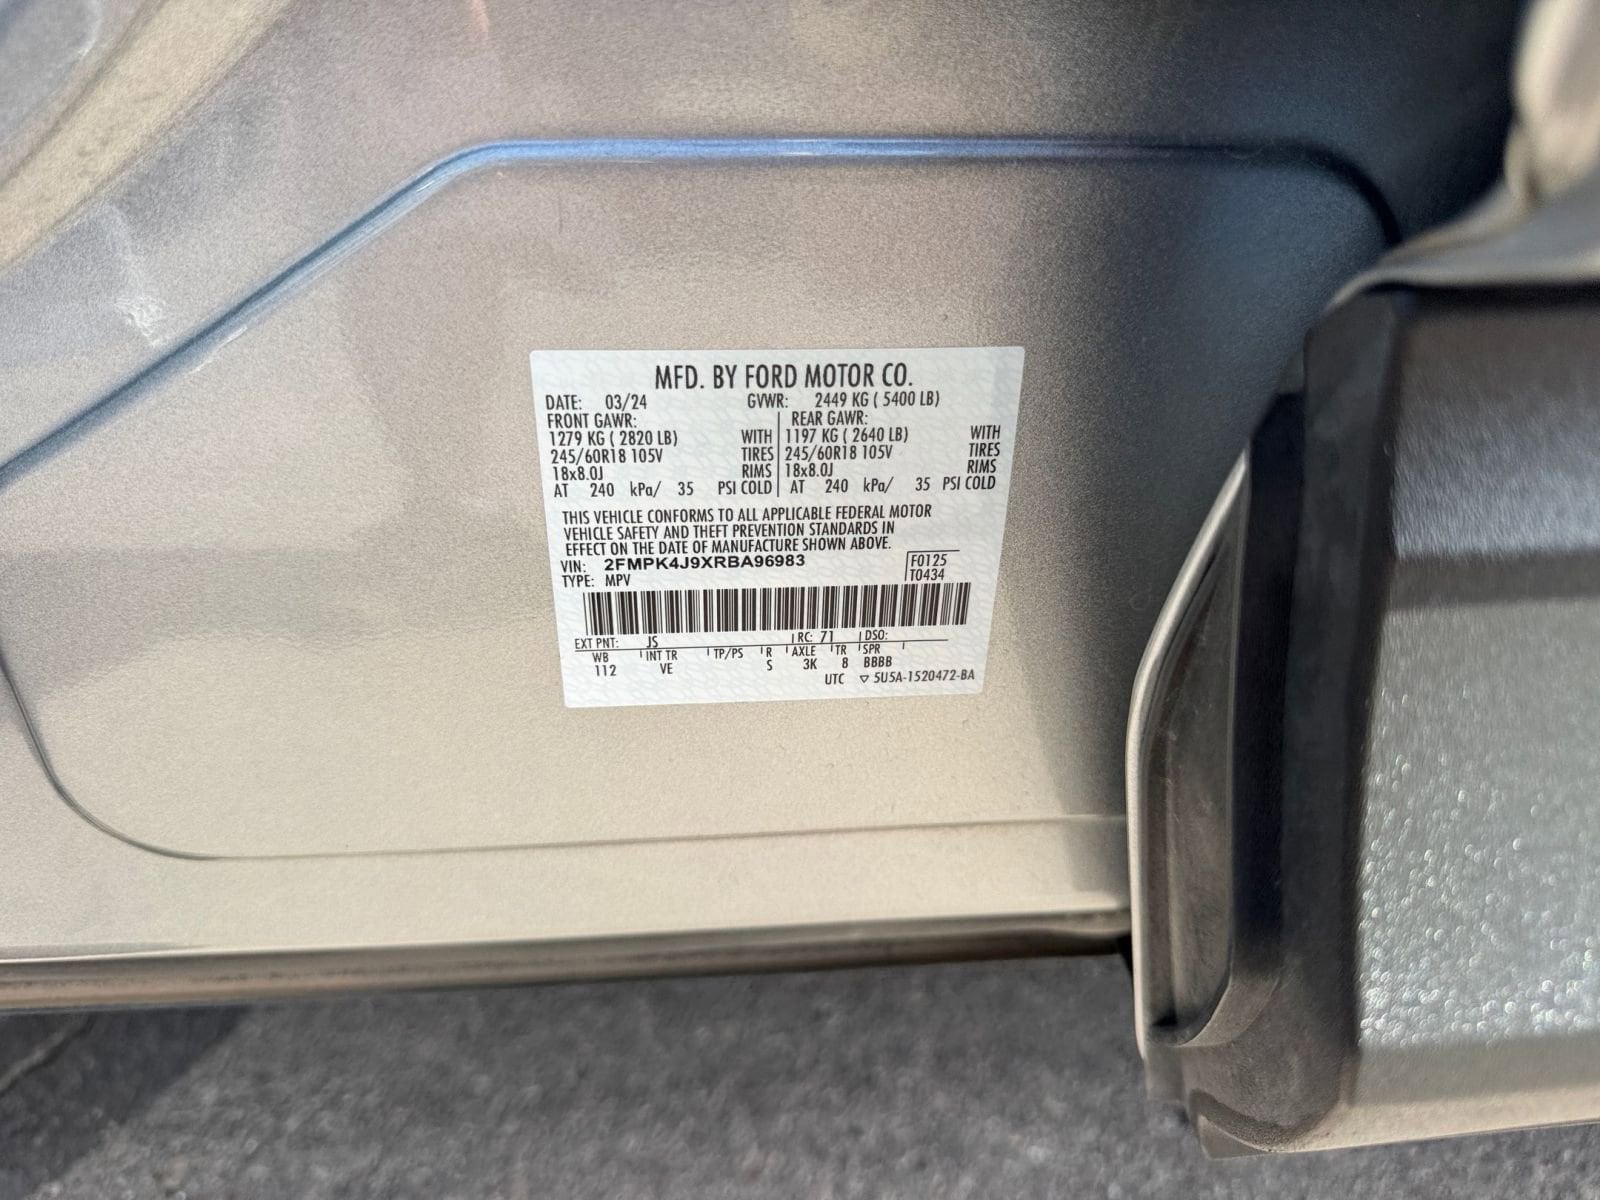 MFD. BY FORD MOTOR CO.
DATE: 03/24 GVWR: 2449 KG ( 5400 LB)
FRONT GAWR: REAR GAWR:
1279 KG ( 2820 LB) WITH 1197 KG ( 2640 LB) WITH
245/60R18 105V TIRES 245/60R18 105V TIRES
18x8.0J RIMS 18x8.0J RIMS
AT 240 kPa/ 35 PSI COLD AT 240 kPa/ 35 PSI COLD
THIS VEHICLE CONFORMS TO ALL APPLICABLE FEDERAL MOTOR
VEHICLE SAFETY AND THEFT PREVENTION STANDARDS IN
EFFECT ON THE DATE OF MANUFACTURE SHOWN ABOVE.
VIN: 2FMPK4J9XRBA96983 F0125
TYPE: MPV T0434
EXT PNT: JS RC: 71 DSO:
WB INT TR TP/PS R AXLE TR SPR
112 VE S 3K 8 BBBB
UTC ▽ 5U5A-1520472-BA